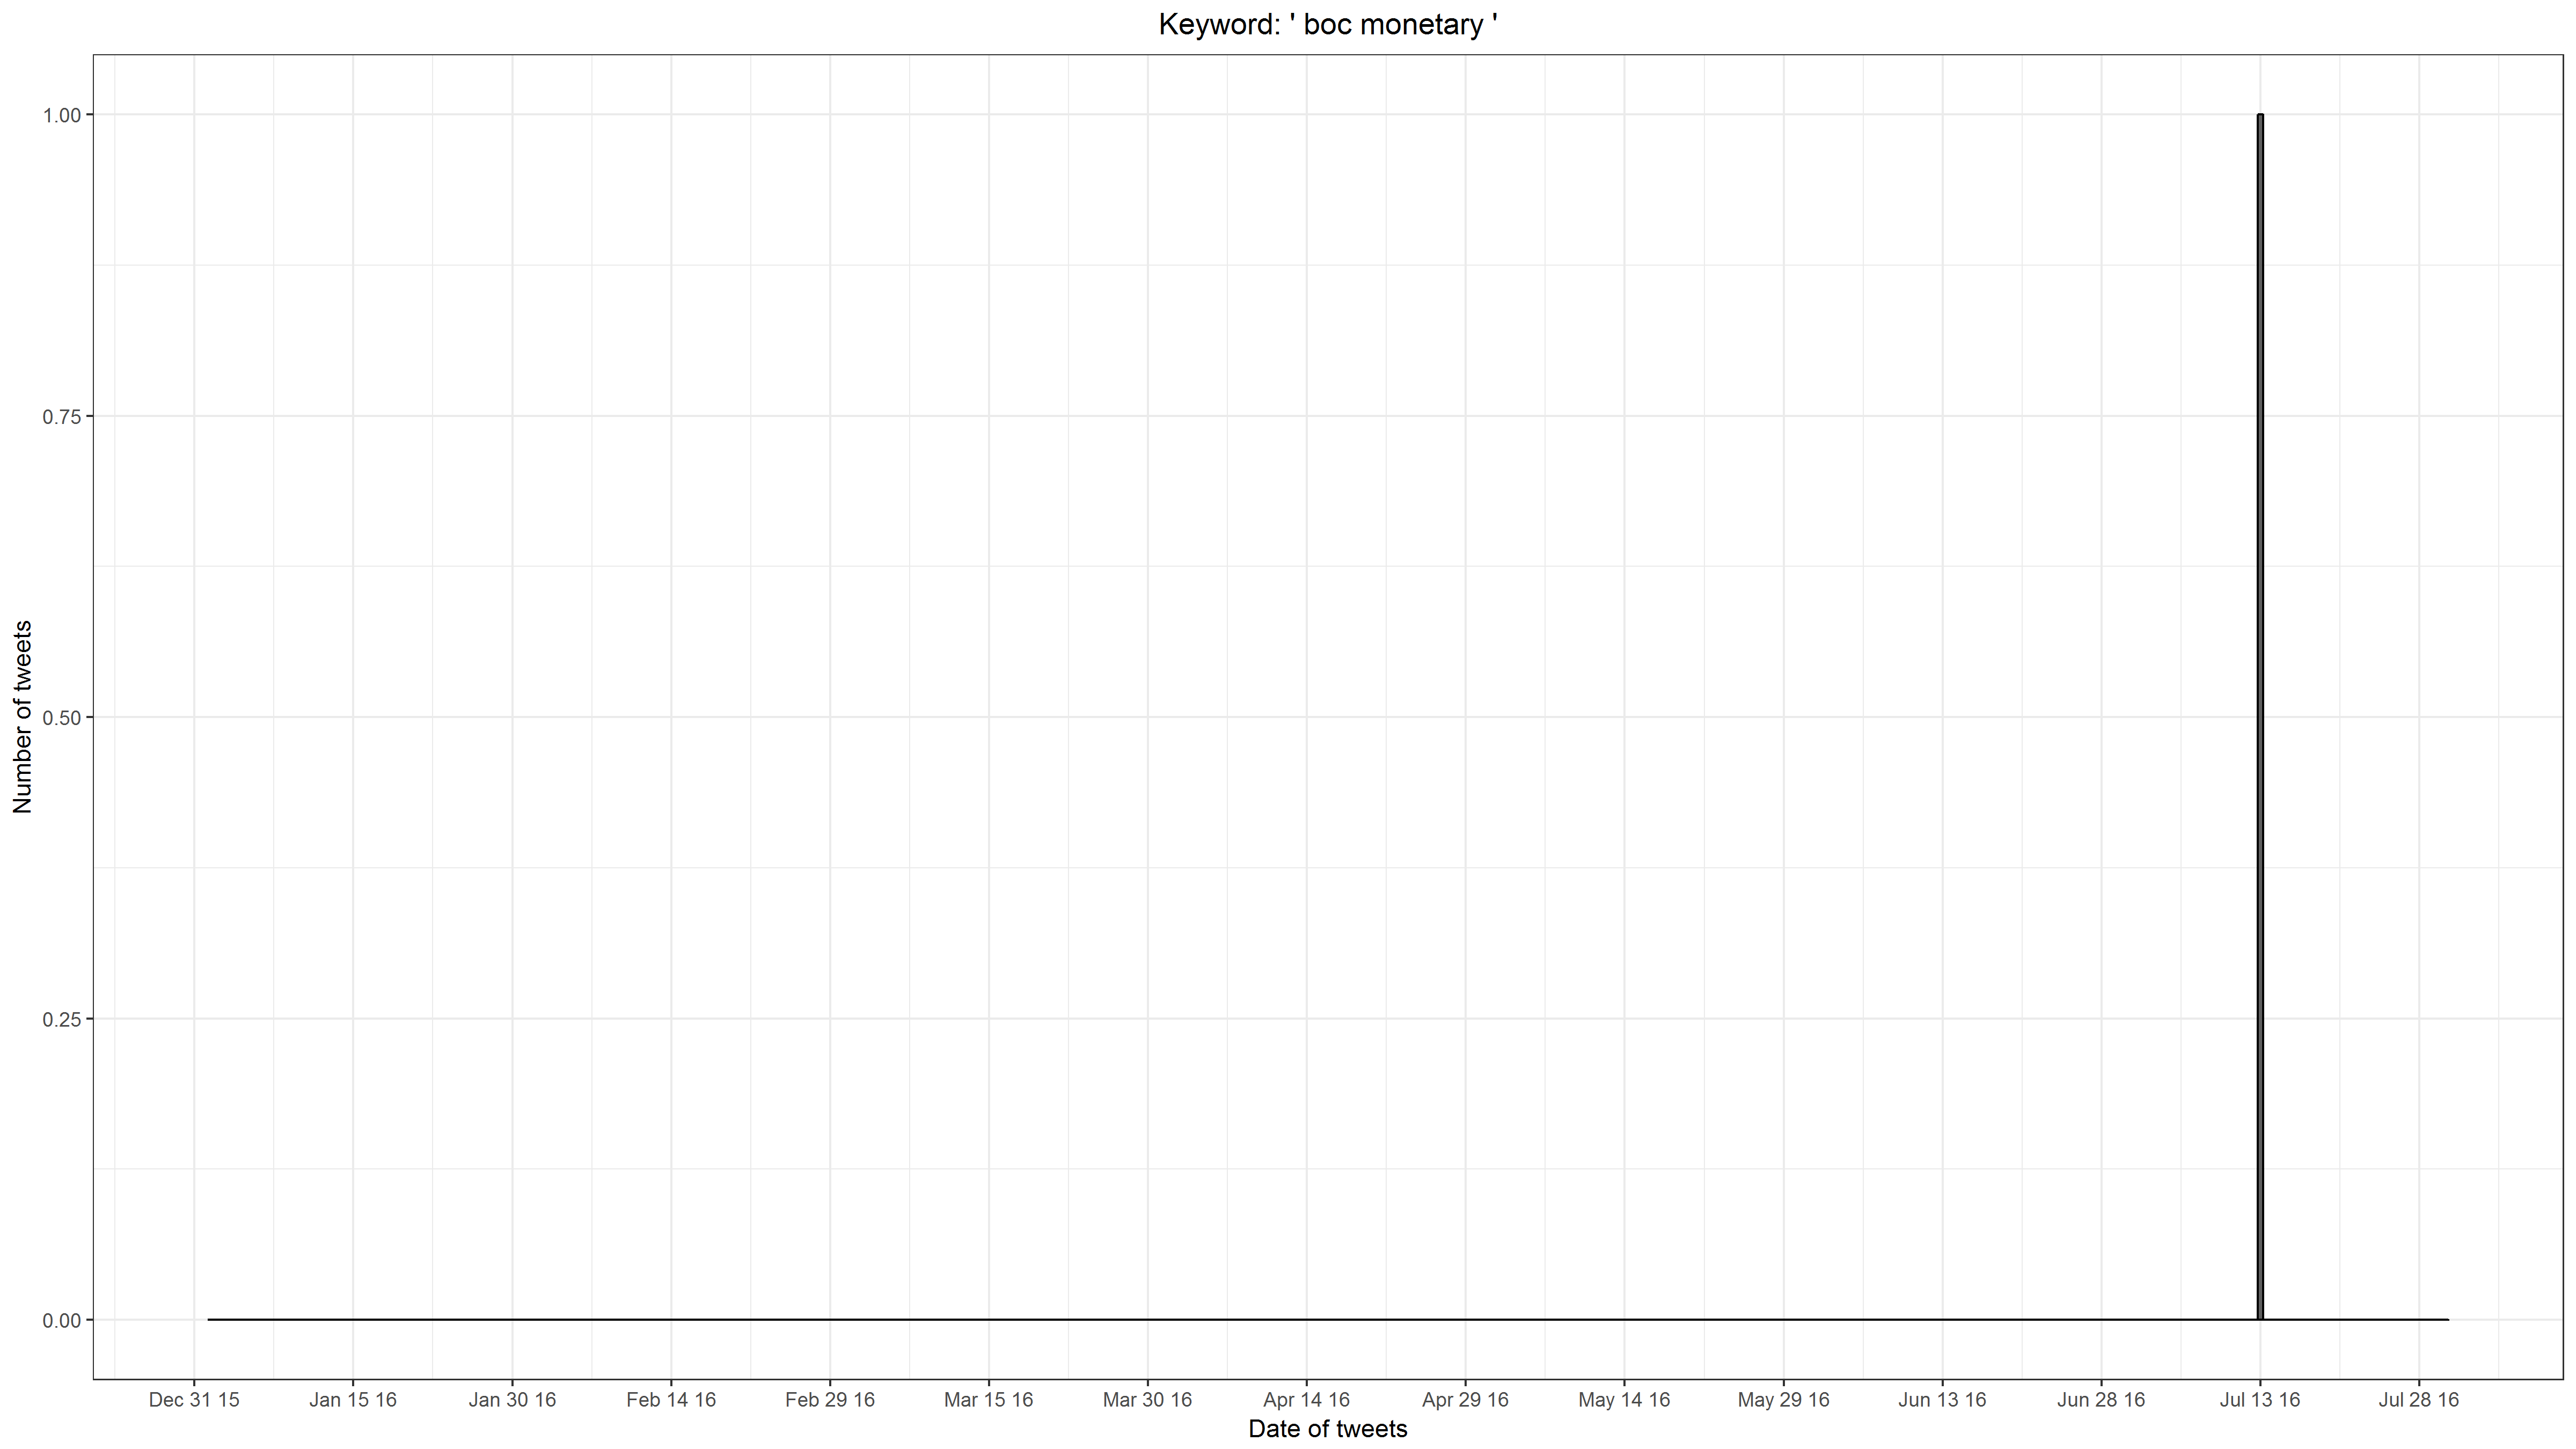 Keyword: ' boc monetary '
1.00
0.75
0.50
0.25
0.00
Number of tweets
Dec 31 15 Jan 15 16 Jan 30 16 Feb 14 16 Feb 29 16 Mar 15 16 Mar 30 16 Apr 14 16 Apr 29 16 May 14 16 May 29 16 Jun 13 16 Jun 28 16 Jul 13 16 Jul 28 16
Date of tweets